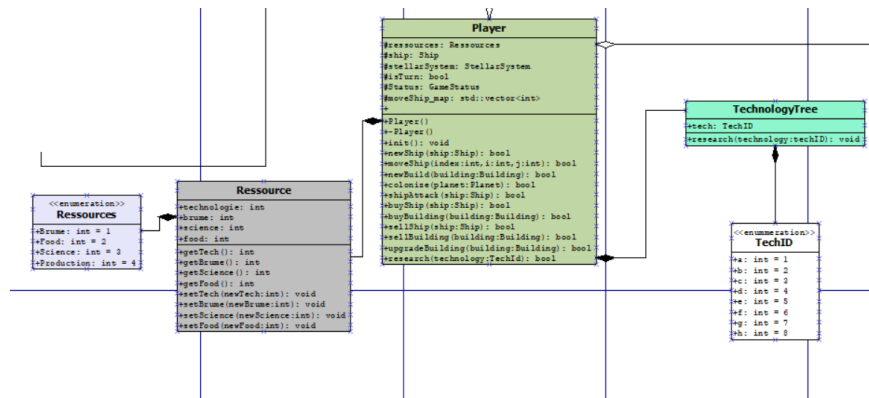 Player
#ressources: Ressources
#ship: Ship
#stellarSystem: StellarSystem
#isTurn: bool
#Status: GameStatus
#moveShip_map: std::vector<int>
+
+Player()
+~Player()
+init(): void
+newShip(ship:Ship): bool
+moveShip(index:int,i:int,j:int): bool
+newBuild(building:Building): bool
+colonise(planet:Planet): bool
+shipAttack(ship:Ship): bool
+buyShip(ship:Ship): bool
+buyBuilding(building:Building): bool
+sellShip(ship:Ship): bool
+sellBuilding(building:Building): bool
+upgradeBuilding(building:Building): bool
+research(technology:TechId): bool
TechnologyTree
+tech: TechID
+research(technology:techID): void
<<enumeration>>
Ressources
+Brume: int = 1
+Food: int = 2
+Science: int = 3
+Production: int = 4
Ressource
+technologie: int
+brume: int
+science: int
+food: int
+getTech(): int
+getBrume(): int
+getScience(): int
+getFood(): int
+setTech(newTech:int): void
+setBrume(newBrume:int): void
+setScience(newScience:int): void
+setFood(newFood:int): void
<<enummeration>>
TechID
+a: int = 1
+b: int = 2
+c: int = 3
+d: int = 4
+e: int = 5
+f: int = 6
+g: int = 7
+h: int = 8